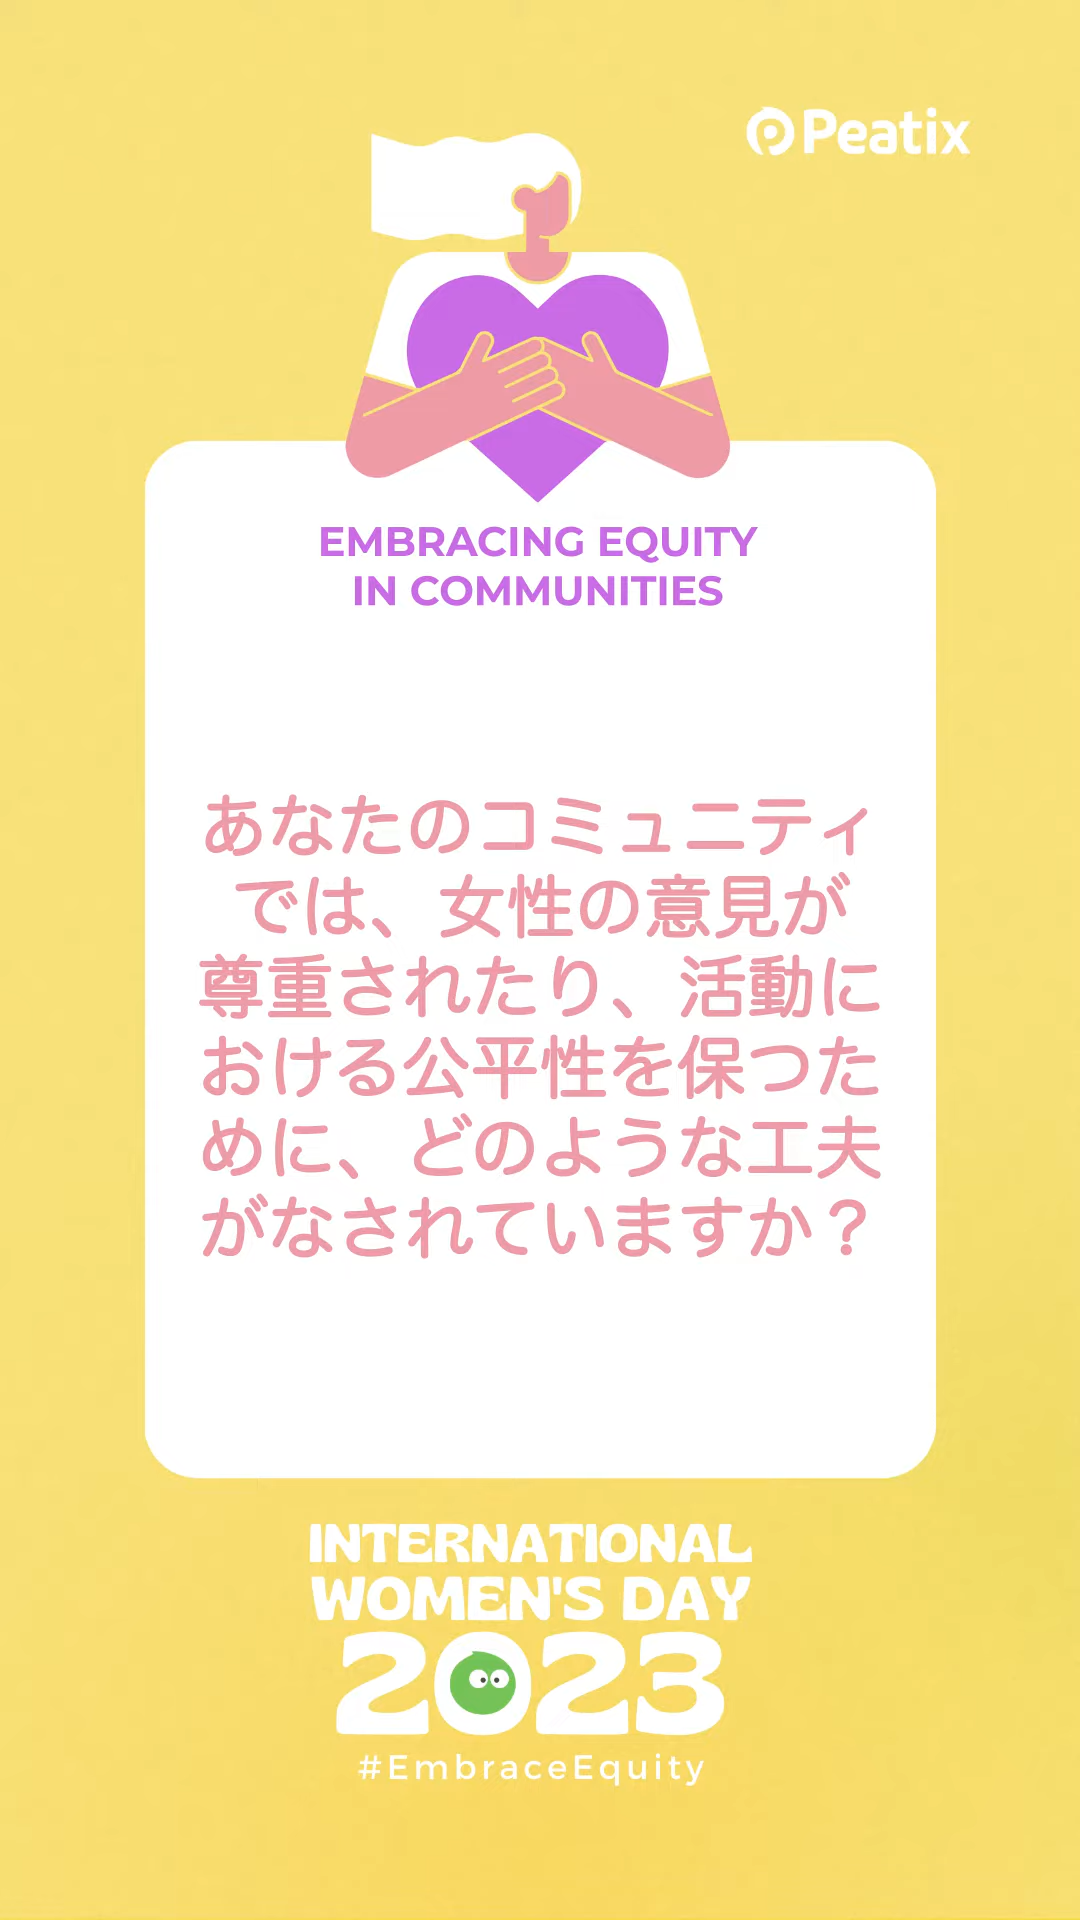 Peatix
EMBRACING EQUITY
IN COMMUNITIES
あなたのコミュニティ
では、女性の意見が
尊重されたり、活動に
おける公平性を保つた
めに、どのような工夫
がなされていますか？
INTERNATIONAL
WOMEN'S DAY
2023
#EmbraceEquity